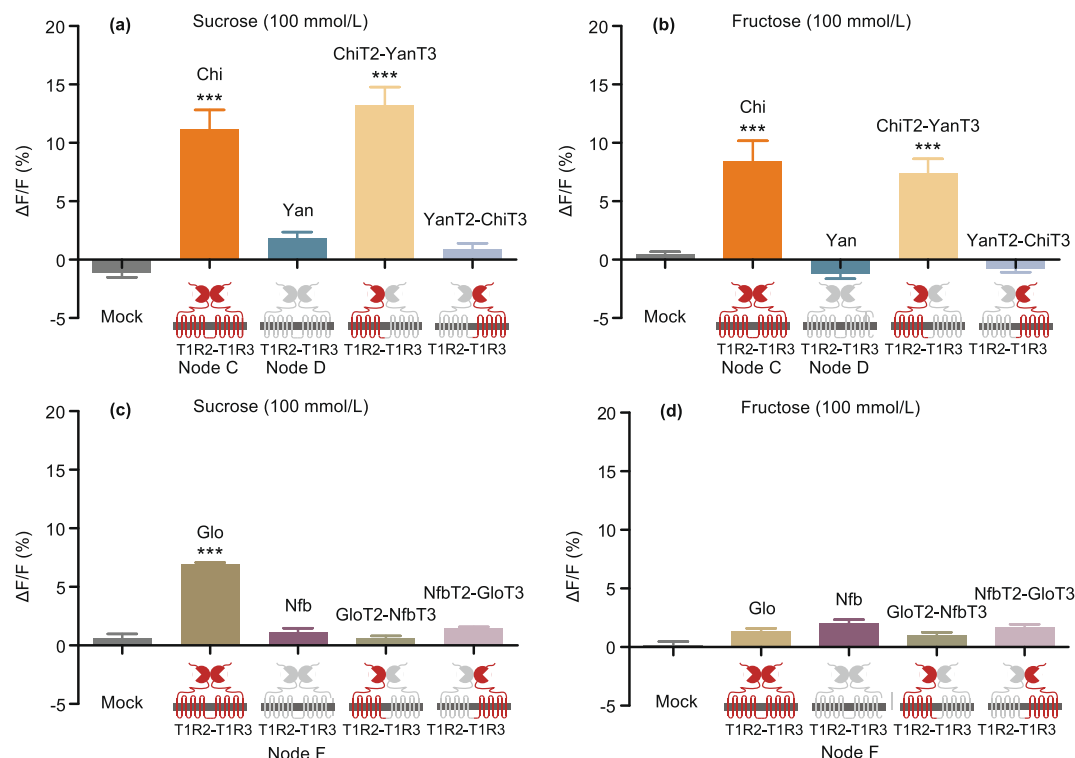 (a) Sucrose (100 mmol/L)
ΔF/F (%)
20
15
10
5
0
-5
Mock
Chi
***
Yan
ChiT2-YanT3
***
YanT2-ChiT3
T1R2-T1R3 T1R2-T1R3 T1R2-T1R3 T1R2-T1R3
Node C Node D
(b) Fructose (100 mmol/L)
ΔF/F (%)
20
15
10
5
0
-5
Mock
Chi
***
Yan
ChiT2-YanT3
***
YanT2-ChiT3
T1R2-T1R3 T1R2-T1R3 T1R2-T1R3 T1R2-T1R3
Node C Node D
(c) Sucrose (100 mmol/L)
ΔF/F (%)
20
15
10
5
0
-5
Mock
Glo
***
Nfb
GloT2-NfbT3
NfbT2-GloT3
T1R2-T1R3 T1R2-T1R3 T1R2-T1R3 T1R2-T1R3
Node F
(d) Fructose (100 mmol/L)
ΔF/F (%)
20
15
10
5
0
-5
Mock
Glo
Nfb
GloT2-NfbT3
NfbT2-GloT3
T1R2-T1R3 T1R2-T1R3 T1R2-T1R3 T1R2-T1R3
Node F